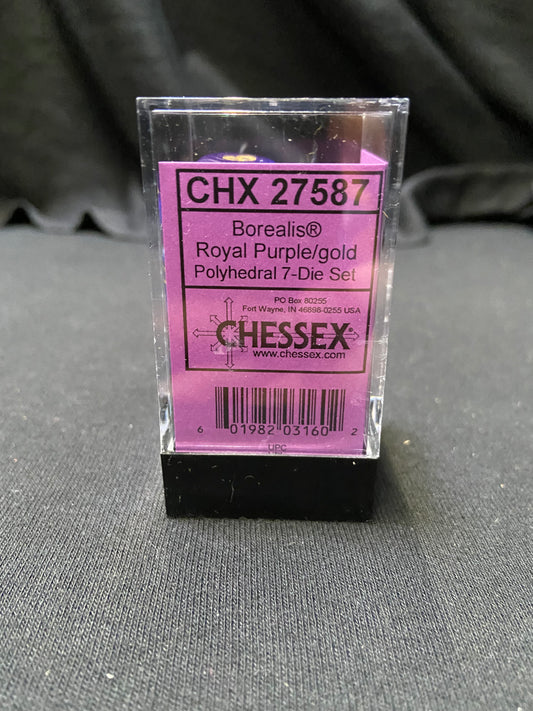 CHX 27587
Borealis®
Royal Purple/gold
Polyhedral 7-Die Set
PO Box 80255
Fort Wayne, IN 46898-0255 USA
CHESSEX®
www.chessex.com
6 01982 03160 2
UPC